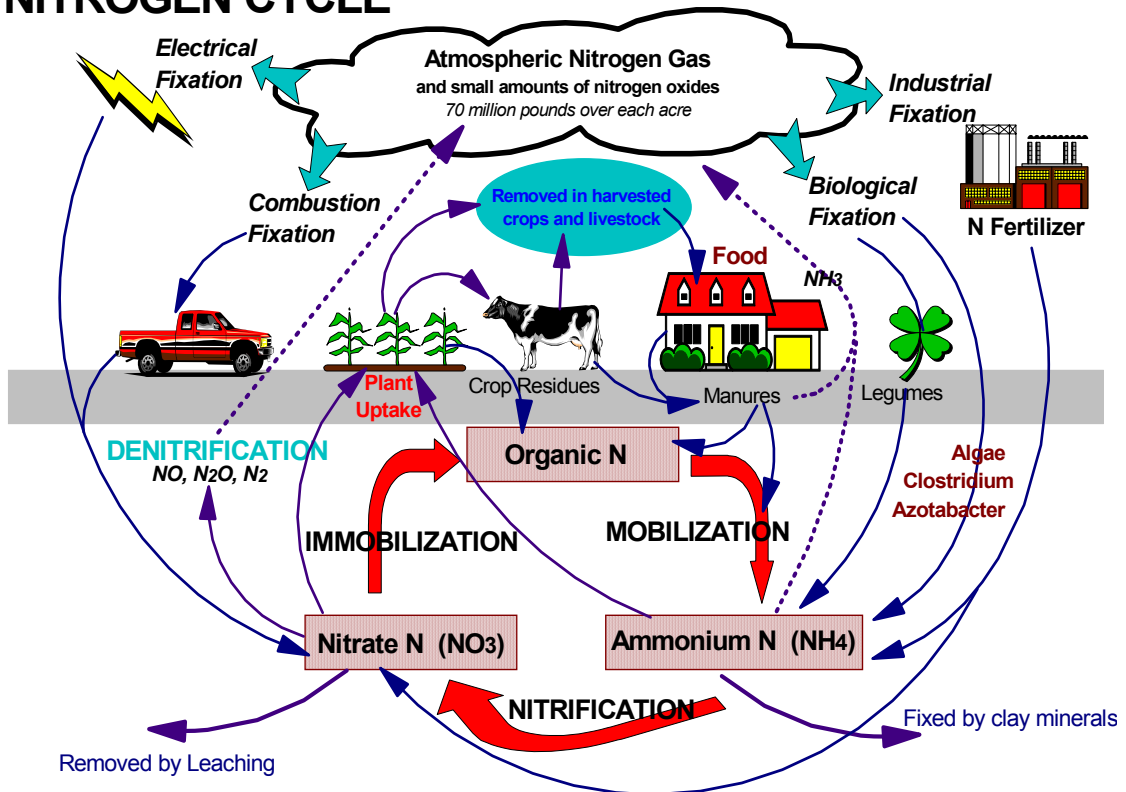 NITROGEN CYCLE
Electrical
Fixation
Atmospheric Nitrogen Gas
and small amounts of nitrogen oxides
70 million pounds over each acre
Industrial
Fixation
Combustion
Fixation
Removed in harvested
crops and livestock
Biological
Fixation
N Fertilizer
Food
NH3
Plant
Uptake
Crop Residues
Manures
Legumes
DENITRIFICATION
NO, N2O, N2
Organic N
Algae
Clostridium
Azotabacter
IMMOBILIZATION
MOBILIZATION
Nitrate N (NO3)
Ammonium N (NH4)
NITRIFICATION
Fixed by clay minerals
Removed by Leaching